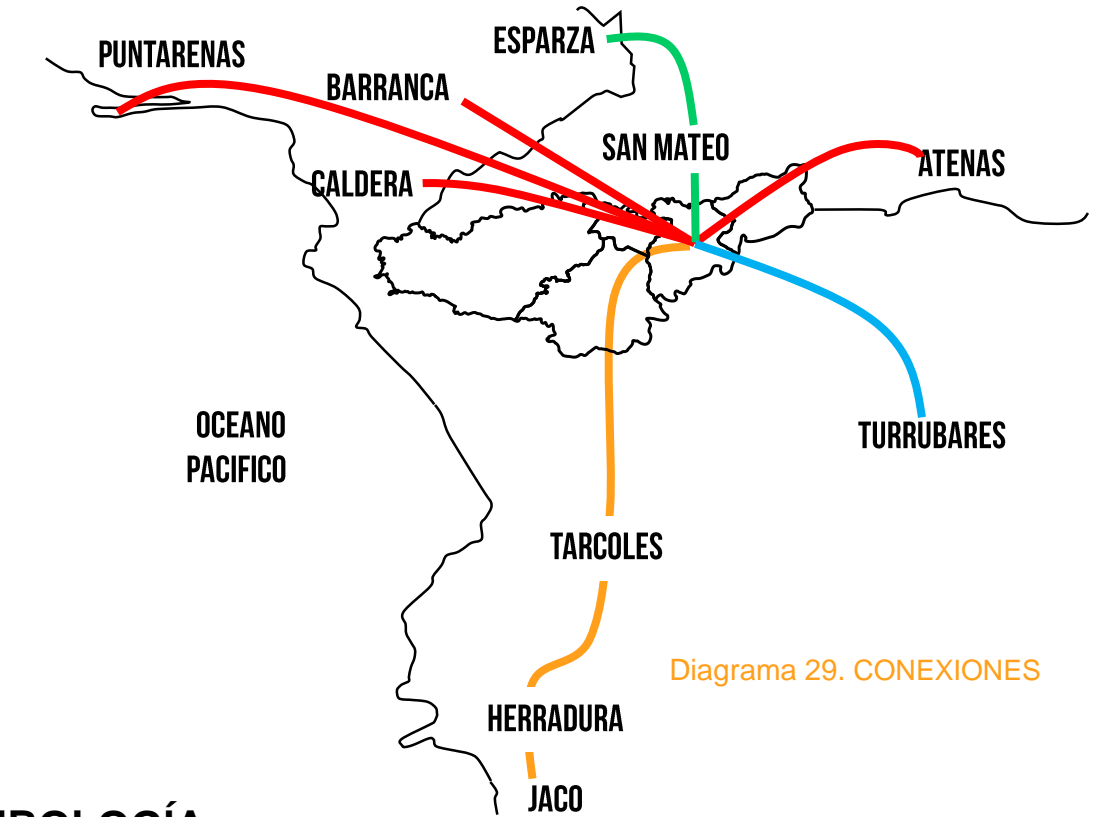 ESPARZA
PUNTARENAS
BARRANCA
SAN MATEO
ATENAS
CALDERA
OCEANO
PACIFICO
TURRUBARES
TARCOLES
Diagrama 29. CONEXIONES
HERRADURA
JACO